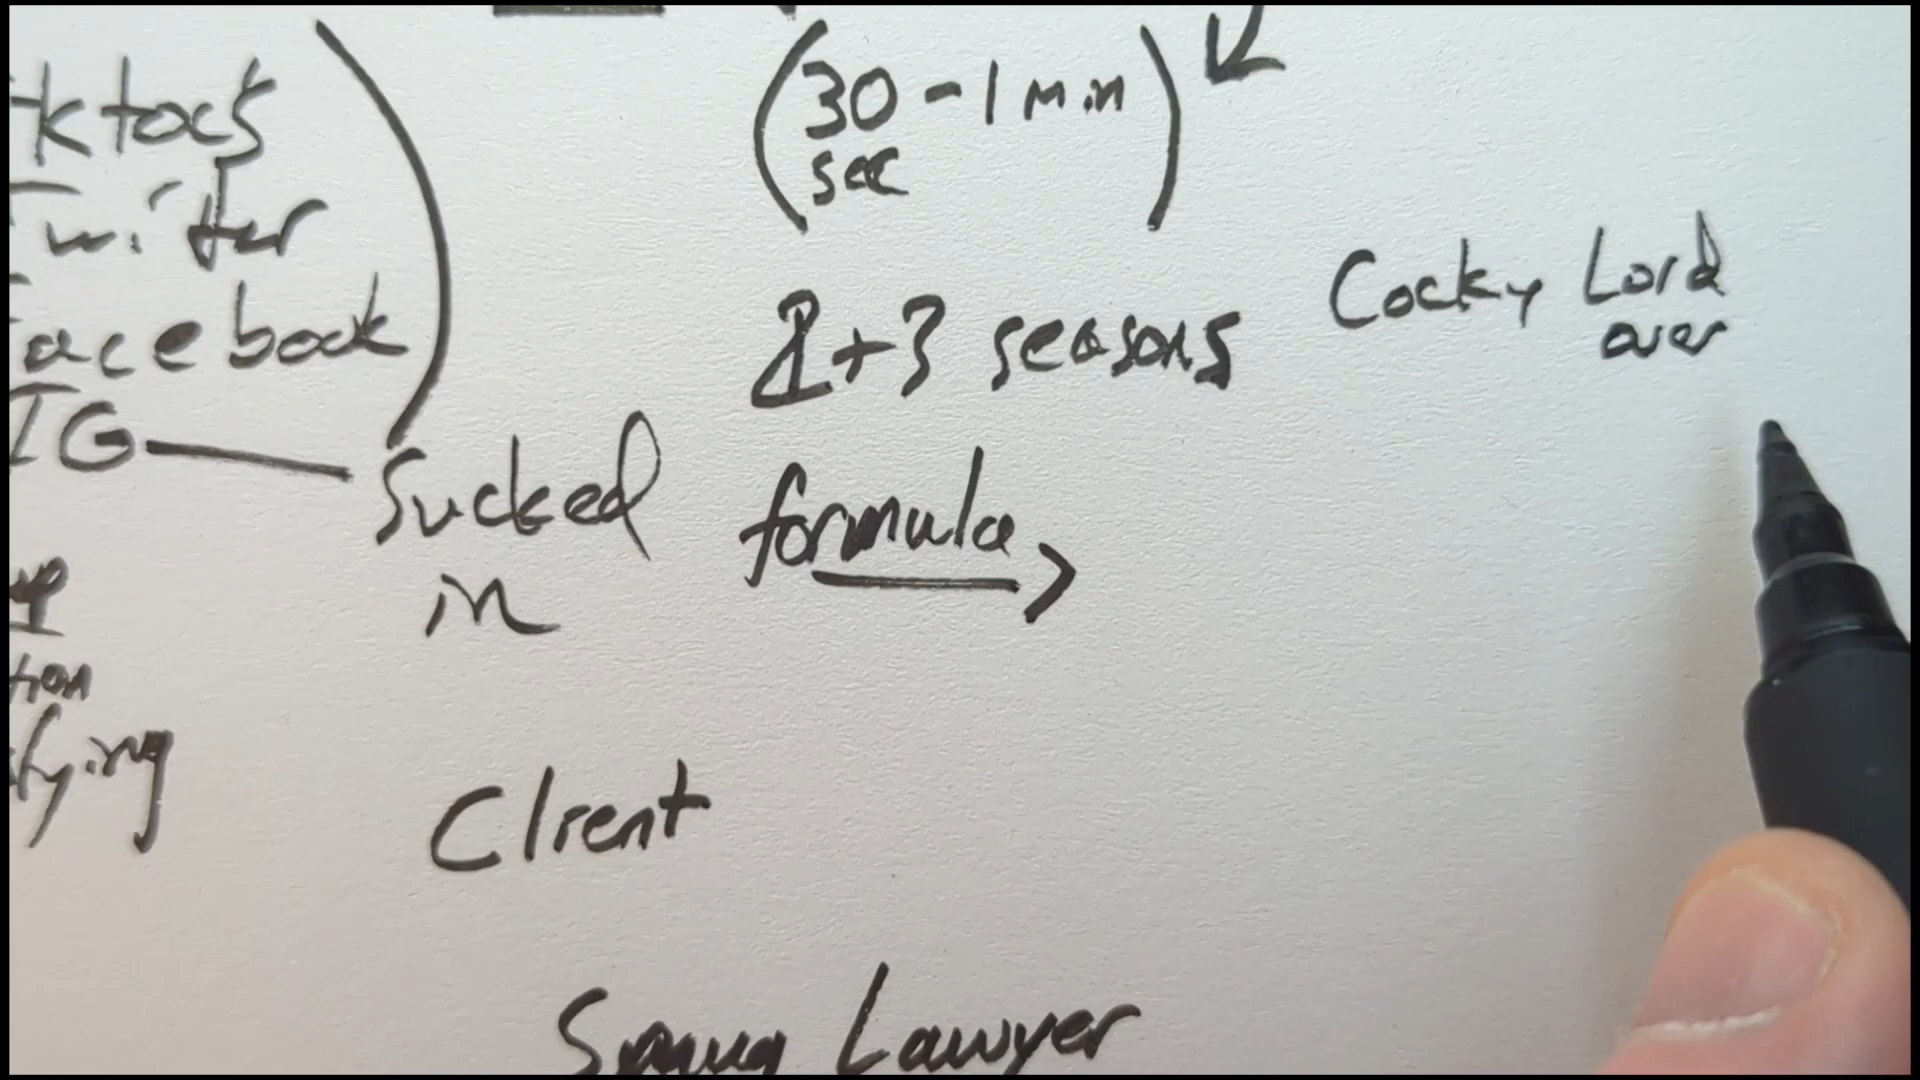 ktocs
Twitter
Facebook
IG
Sucked
in
(30 - 1 min)
sec
2+3 seasons
formula
Cocky Lord
over
Client
Smug Lawyer